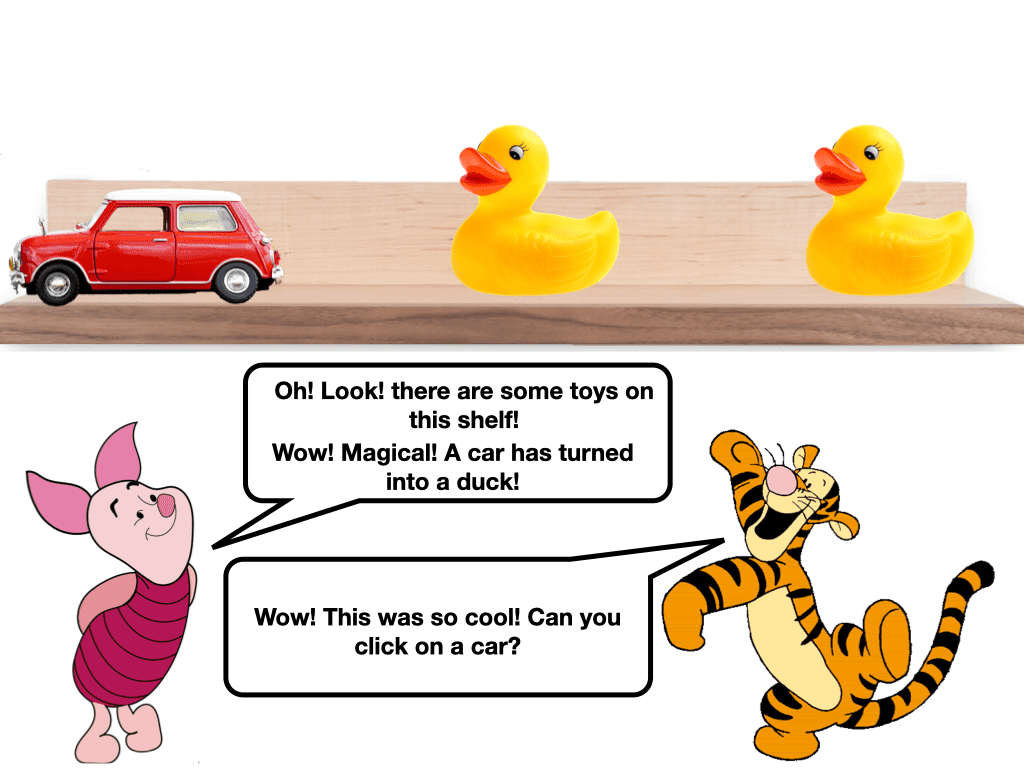 Oh! Look! there are some toys on
this shelf!
Wow! Magical! A car has turned
into a duck!
Wow! This was so cool! Can you
click on a car?